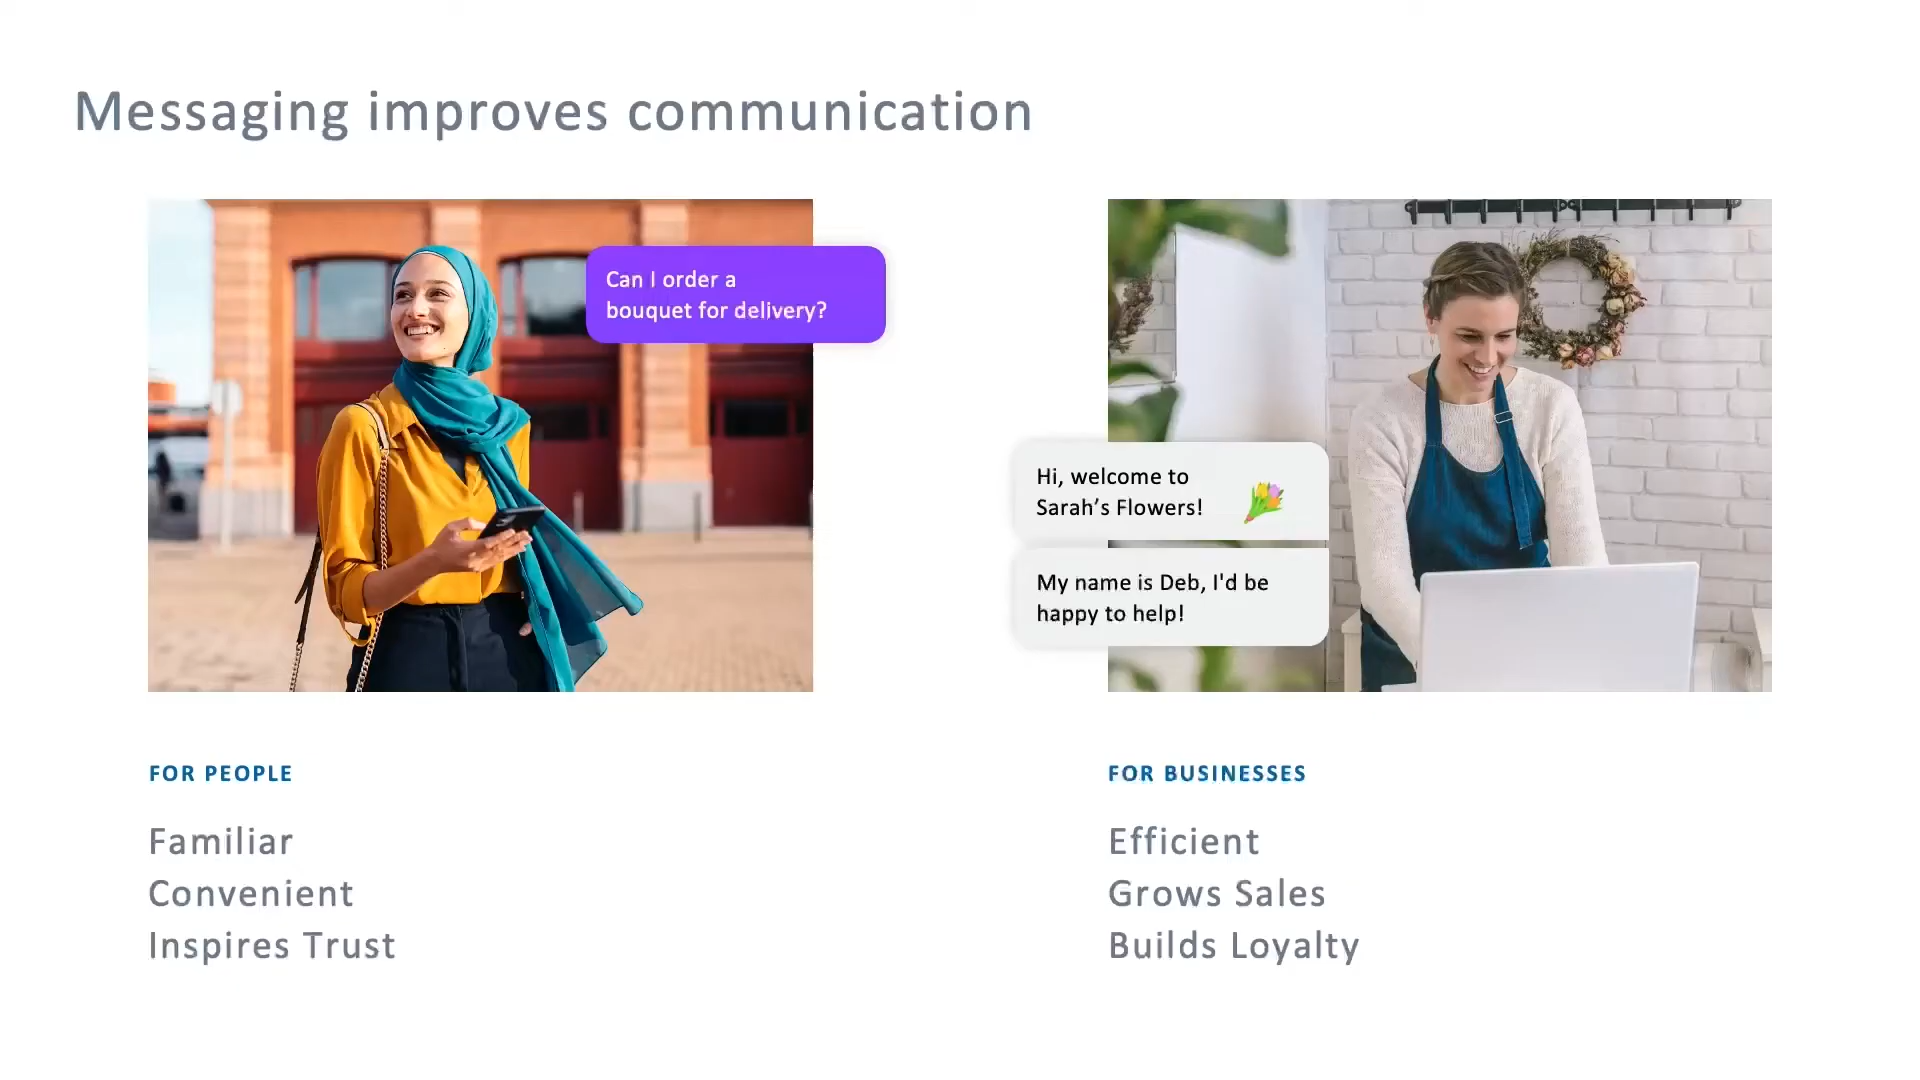 Messaging improves communication
Can I order a
bouquet for delivery?
Hi, welcome to
Sarah’s Flowers!
My name is Deb, I'd be
happy to help!
FOR PEOPLE
Familiar
Convenient
Inspires Trust
FOR BUSINESSES
Efficient
Grows Sales
Builds Loyalty